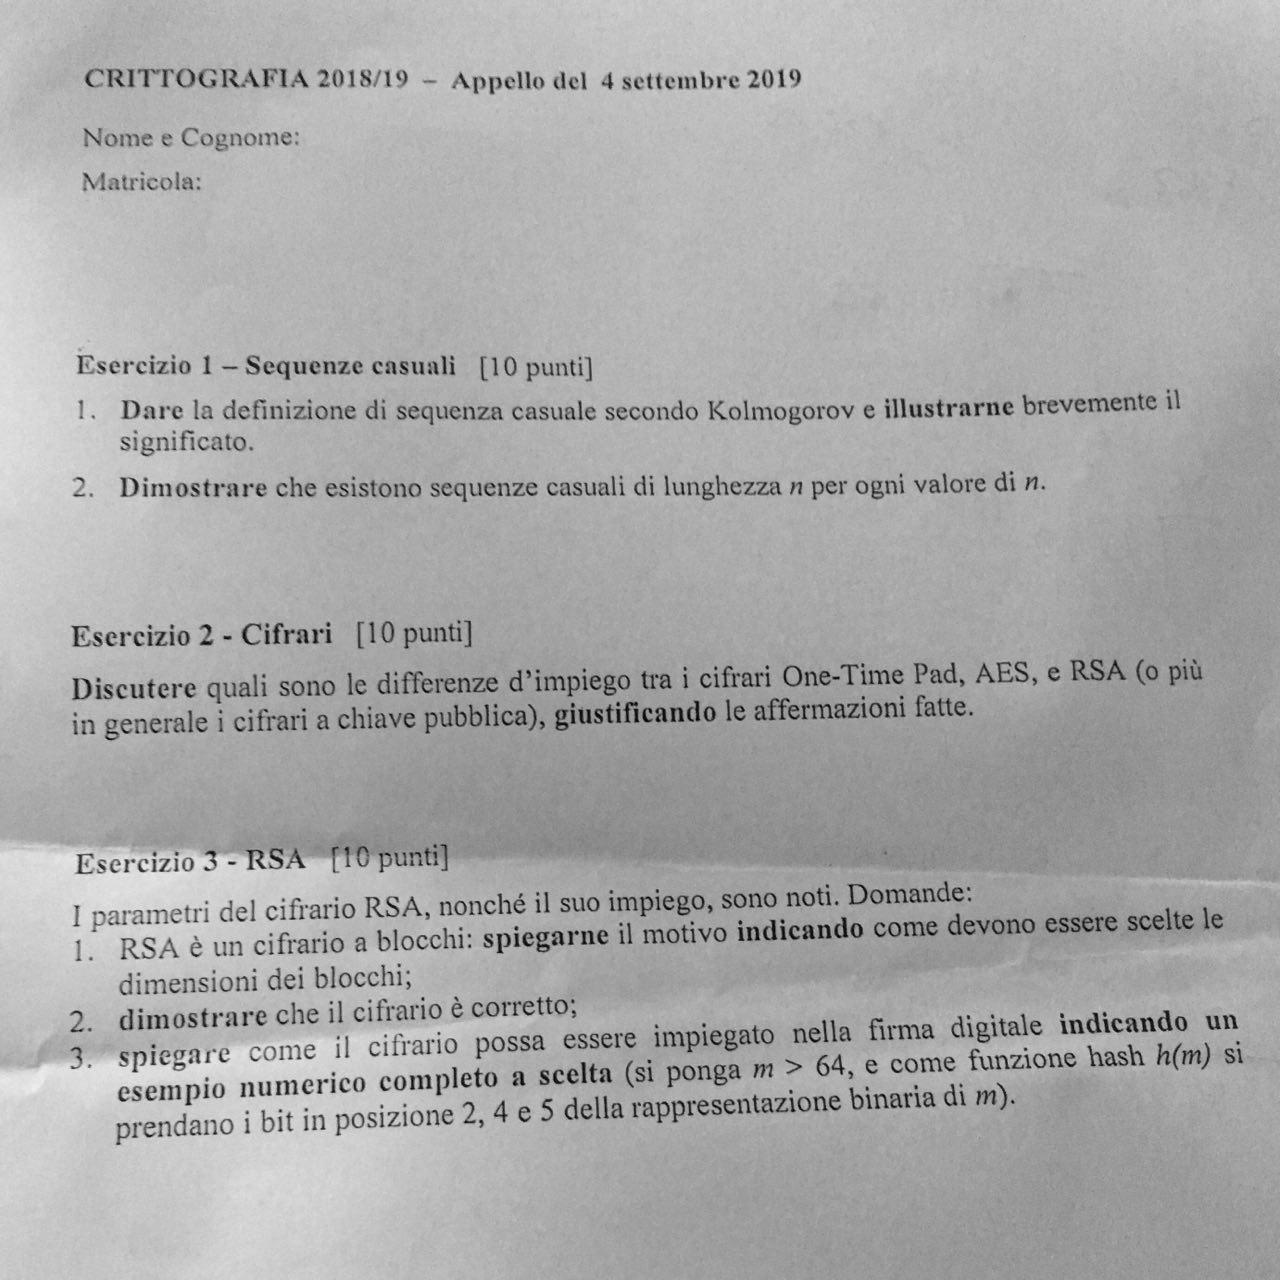 CRITTOGRAFIA 2018/19 – Appello del 4 settembre 2019
Nome e Cognome:
Matricola:
Esercizio 1 – Sequenze casuali [10 punti]
1. Dare la definizione di sequenza casuale secondo Kolmogorov e illustrarne brevemente il
significato.
2. Dimostrare che esistono sequenze casuali di lunghezza n per ogni valore di n.
Esercizio 2 - Cifrari [10 punti]
Discutere quali sono le differenze d'impiego tra i cifrari One-Time Pad, AES, e RSA (o più
in generale i cifrari a chiave pubblica), giustificando le affermazioni fatte.
Esercizio 3 - RSA [10 punti]
I parametri del cifrario RSA, nonché il suo impiego, sono noti. Domande:
1. RSA è un cifrario a blocchi: spiegarne il motivo indicando come devono essere scelte le
dimensioni dei blocchi;
2. dimostrare che il cifrario è corretto;
3. spiegare come il cifrario possa essere impiegato nella firma digitale indicando un
esempio numerico completo a scelta (si ponga m > 64, e come funzione hash h(m) si
prendano i bit in posizione 2, 4 e 5 della rappresentazione binaria di m).